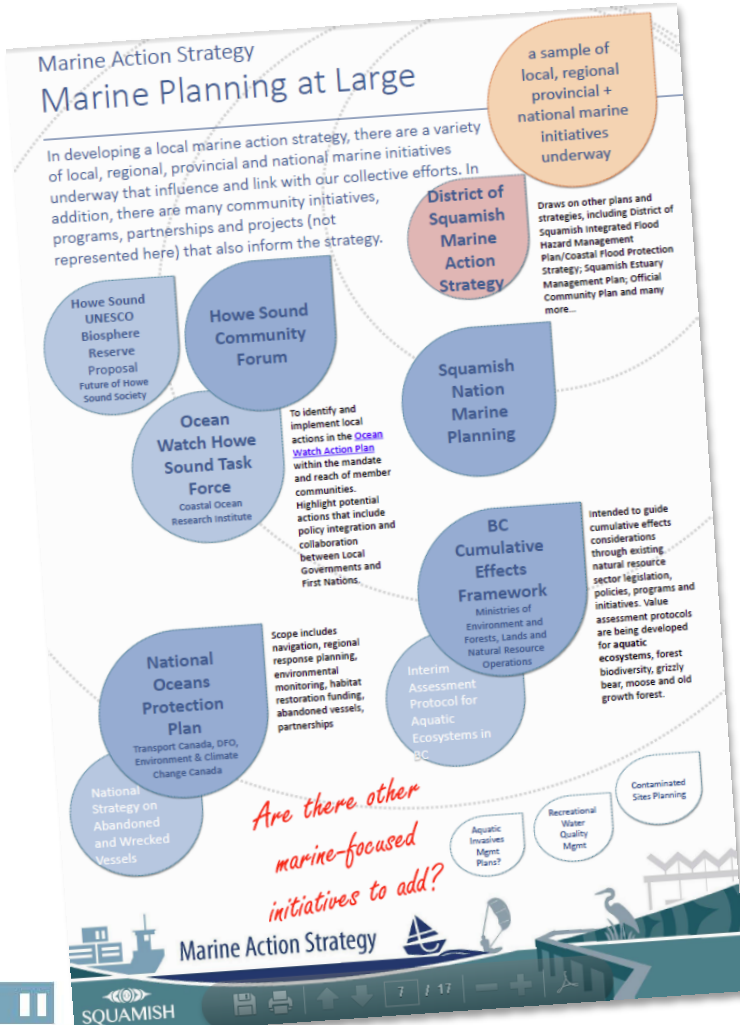 Marine Action Strategy
Marine Planning at Large
a sample of
local, regional
provincial +
national marine
initiatives
underway
In developing a local marine action strategy, there are a variety
of local, regional, provincial and national marine initiatives
underway that influence and link with our collective efforts. In
addition, there are many community initiatives,
programs, partnerships and projects (not
represented here) that also inform the strategy.
District of
Squamish
Marine
Action
Strategy
Draws on other plans and
strategies, including District of
Squamish Integrated Flood
Hazard Management
Plan/Coastal Flood Protection
Strategy; Squamish Estuary
Management Plan; Official
Community Plan and many
more...
Howe Sound
UNESCO
Biosphere
Reserve
Proposal
Future of Howe
Sound Society
Howe Sound
Community
Forum
Squamish
Nation
Marine
Planning
Ocean
Watch Howe
Sound Task
Force
Coastal Ocean
Research Institute
To identify and
implement local
actions in the Ocean
Watch Action Plan
within the mandate
and reach of member
communities.
Highlight potential
actions that include
policy integration and
collaboration
between Local
Governments and
First Nations.
BC
Cumulative
Effects
Framework
Ministries of
Environment and
Forests, Lands and
Natural Resource
Operations
Intended to guide
cumulative effects
considerations
through existing
natural resource
sector legislation,
policies, programs and
initiatives. Value
assessment protocols
are being developed
for aquatic
ecosystems, forest
biodiversity, grizzly
bear, moose and old
growth forest.
National
Oceans
Protection
Plan
Transport Canada, DFO,
Environment & Climate
Change Canada
Scope includes
navigation, regional
response planning,
environmental
monitoring, habitat
restoration funding,
abandoned vessels,
partnerships
Interim
Assessment
Protocol for
Aquatic
Ecosystems in
BC
National
Strategy on
Abandoned
and Wrecked
Vessels
Are there other
marine-focused
initiatives to add?
Aquatic
Invasives
Mgmt
Plans?
Recreational
Water
Quality
Mgmt
Contaminated
Sites Planning
Marine Action Strategy
SQUAMISH
7 / 17